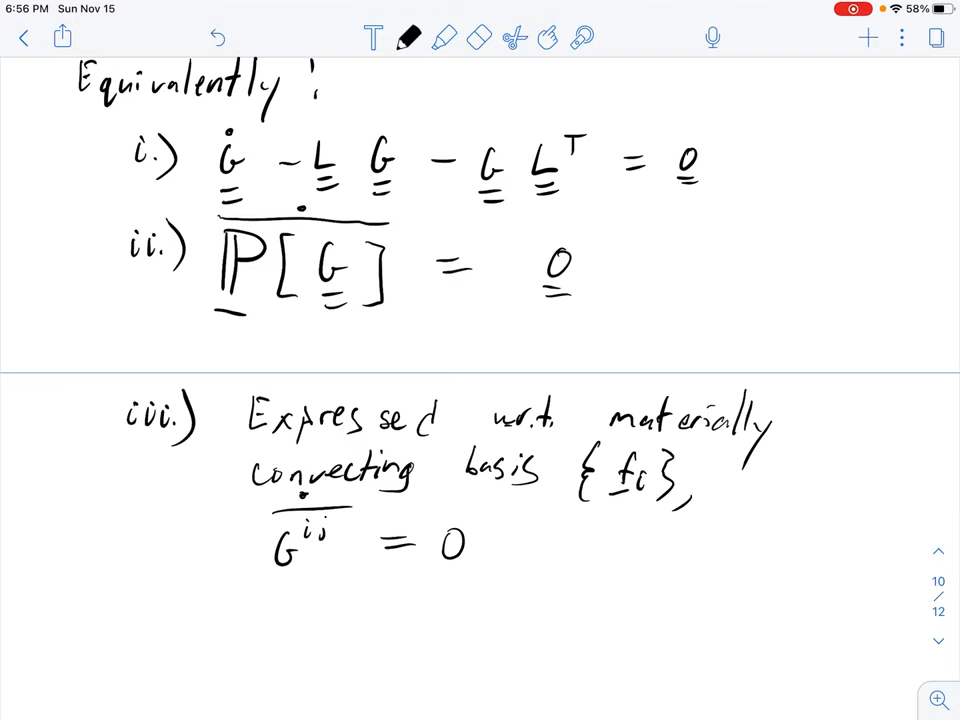 6:56 PM Sun Nov 15
58%
T
Equivalently !
i.) Ġ - L G - G Lᵀ = 0
ii.) ℙ[G] = 0
iii.) Expressed w.r.t. materially
convecting basis {fi},
Gⁱʲ = 0
10
/
12